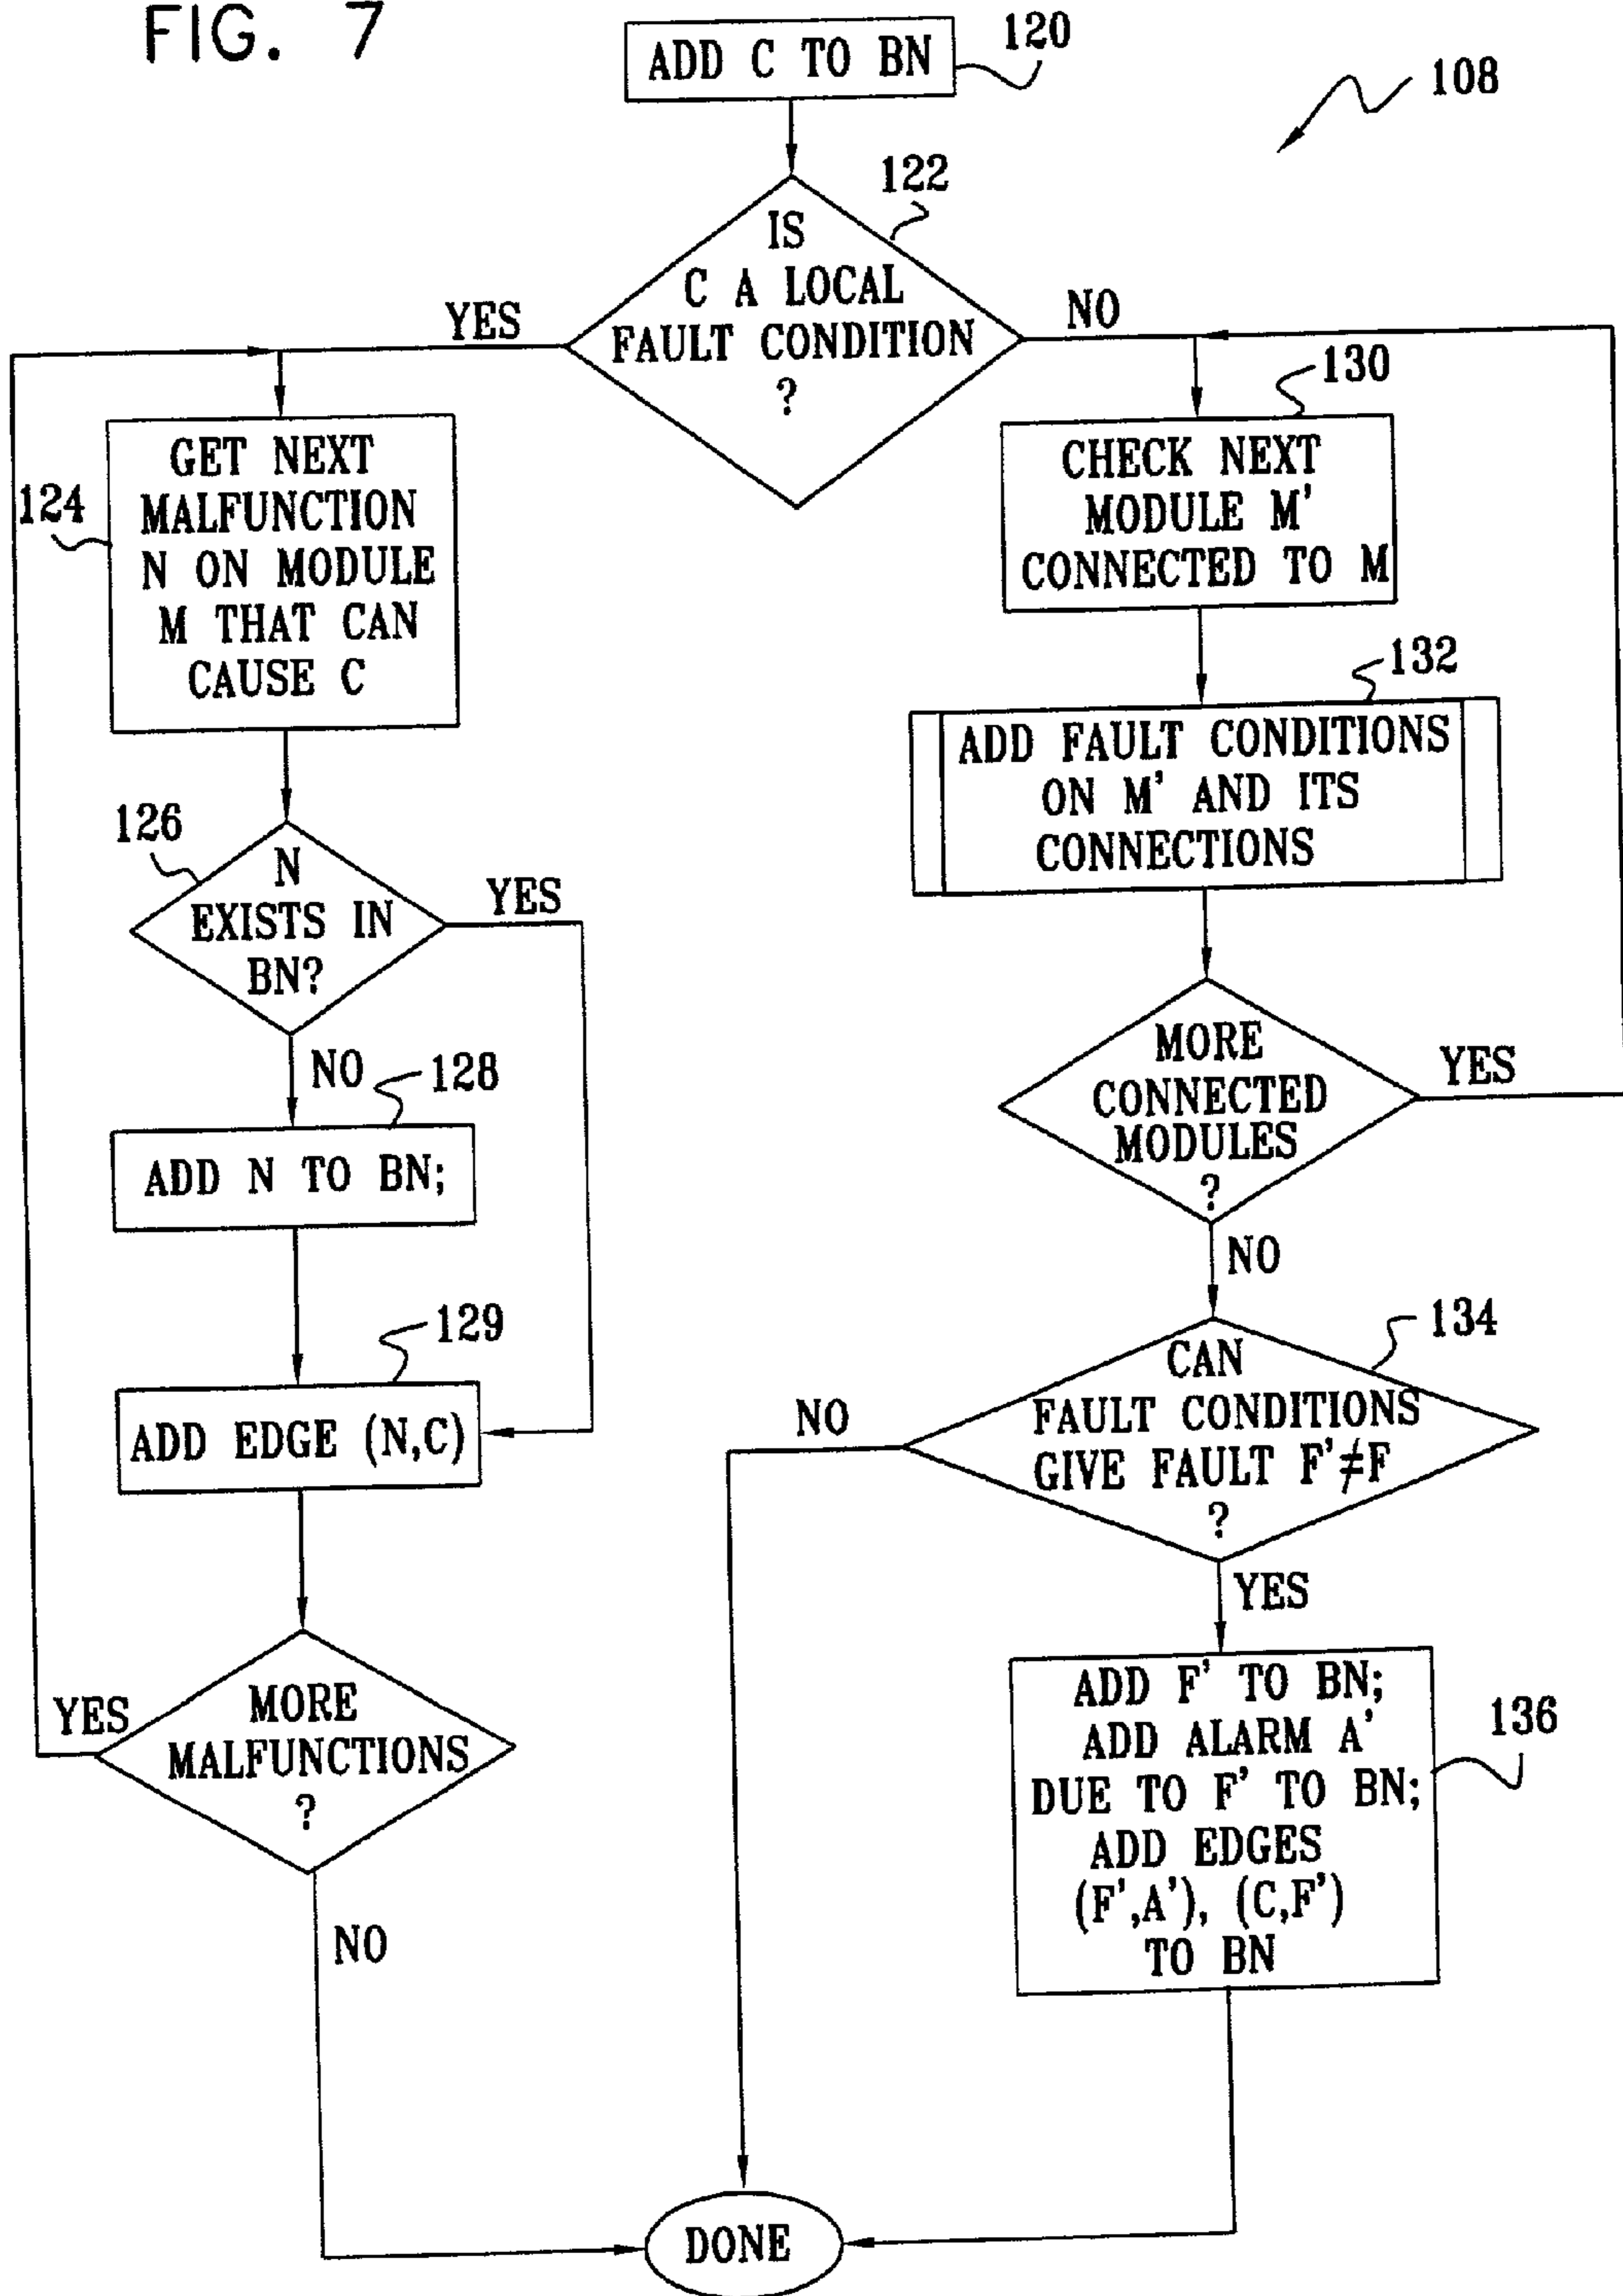 FIG. 7
ADD C TO BN
120
108
122
IS
C A LOCAL
FAULT CONDITION
?
YES
NO
124
GET NEXT
MALFUNCTION
N ON MODULE
M THAT CAN
CAUSE C
130
CHECK NEXT
MODULE M'
CONNECTED TO M
132
ADD FAULT CONDITIONS
ON M' AND ITS
CONNECTIONS
126
N
EXISTS IN
BN?
YES
NO
128
ADD N TO BN;
MORE
CONNECTED
MODULES
?
YES
NO
129
ADD EDGE (N,C)
134
CAN
FAULT CONDITIONS
GIVE FAULT F'≠F
?
NO
YES
MORE
MALFUNCTIONS
?
YES
NO
136
ADD F' TO BN;
ADD ALARM A'
DUE TO F' TO BN;
ADD EDGES
(F',A'), (C,F')
TO BN
DONE